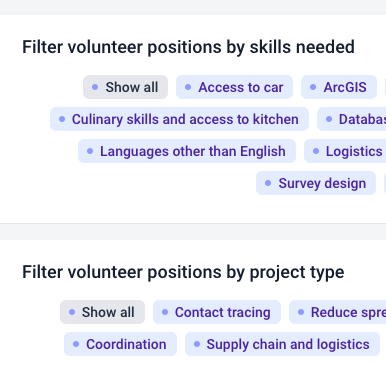 Filter volunteer positions by skills needed
Show all Access to car ArcGIS
Culinary skills and access to kitchen
Languages other than English Logistics
Survey design
Filter volunteer positions by project type
Show all Contact tracing Reduce
Coordination Supply chain and logistics